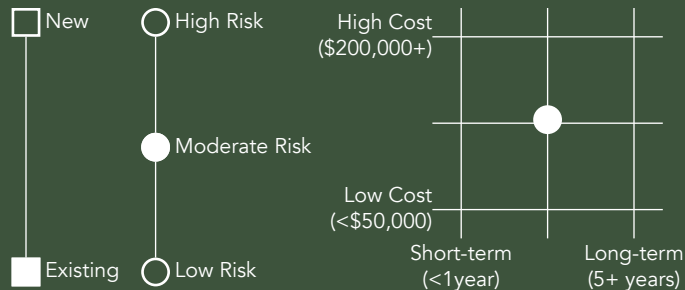 New
Existing
High Risk
Moderate Risk
Low Risk
High Cost
($200,000+)
Low Cost
(<$50,000)
Short-term
(<1year)
Long-term
(5+ years)